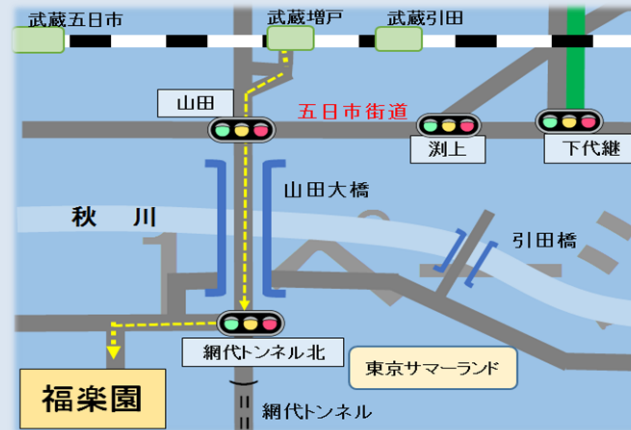 武蔵五日市
武蔵増戸
武蔵引田
山田
五日市街道
渕上
下代継
山田大橋
秋 川
引田橋
網代トンネル北
東京サマーランド
福楽園
網代トンネル